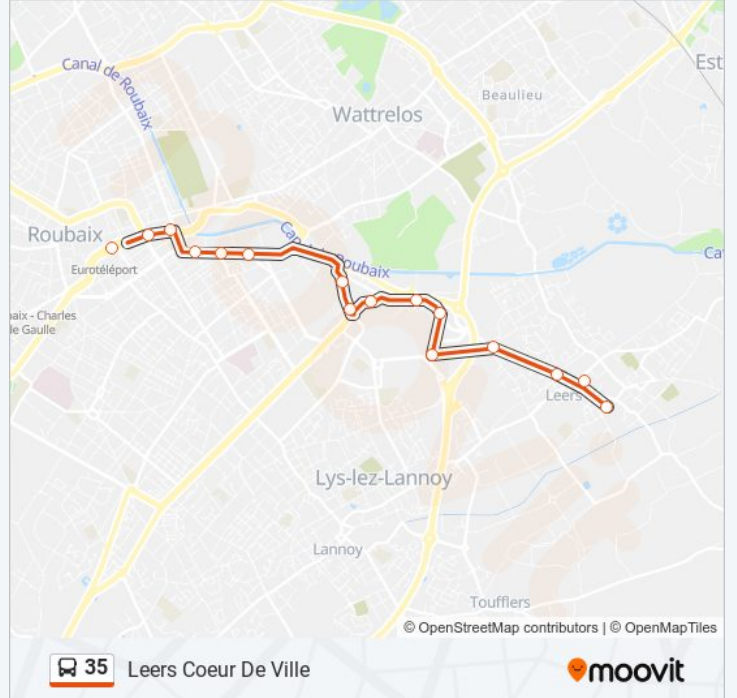 Est
Canal de Roubaix
Beaulieu
Wattrelos
Roubaix
Canal de Roubaix
Ca
Eurotéléport
aix - Charles
le Gaulle
Leers
Lys-lez-Lannoy
Lannoy
Toufflers
© OpenStreetMap contributors | © OpenMapTiles
35 Leers Coeur De Ville
moovit